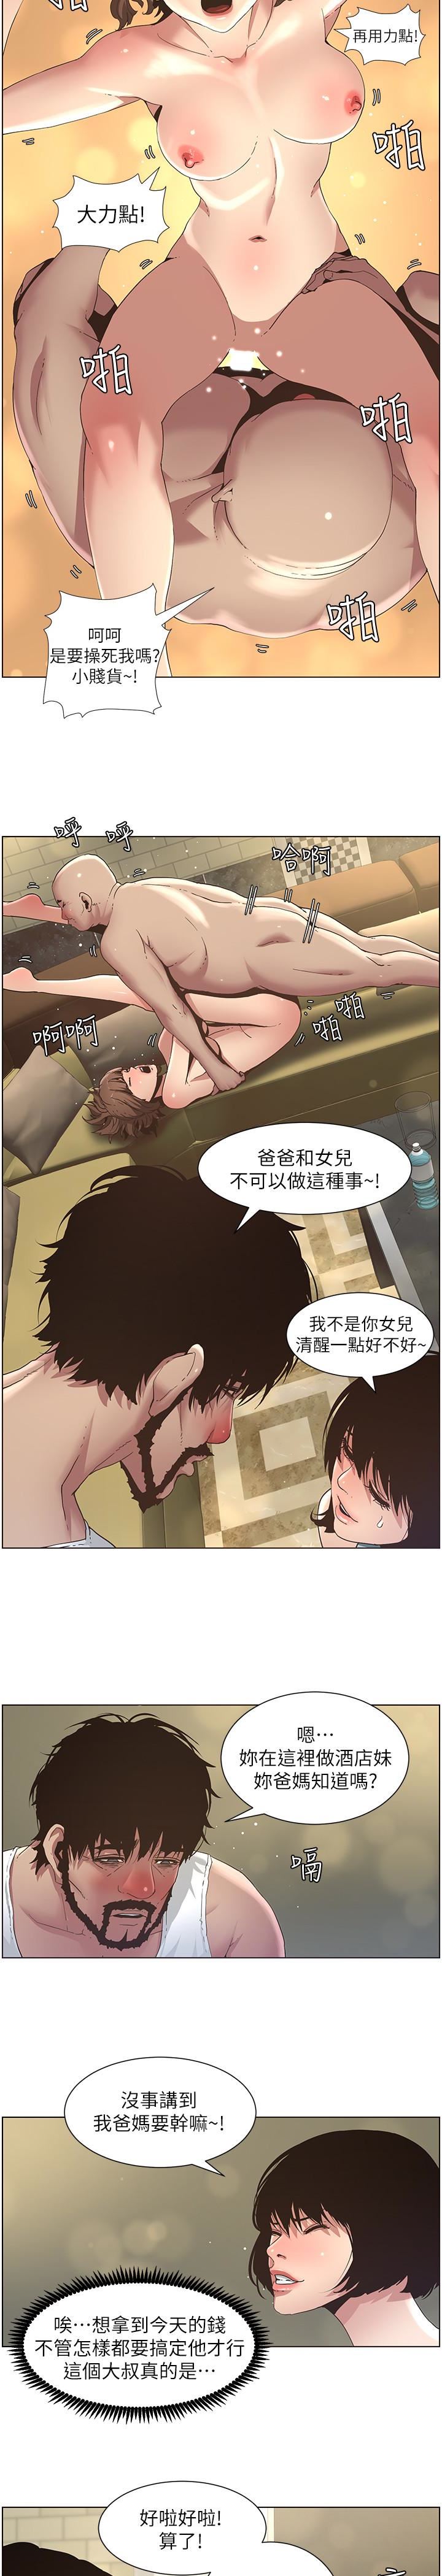 再用力點!
啪
大力點!
啪
啪
啪
呵呵
是要操死我嗎?
小賤貨~!
呼
呼
哈啊
啪
啪
啊啊
爸爸和女兒
不可以做這種事~!
我不是你女兒
清醒一點好不好~
嗯…
妳在這裡做酒店妹
妳爸媽知道嗎?
嗝
沒事講到
我爸媽要幹嘛~!
唉…想拿到今天的錢
不管怎樣都要搞定他才行
這個大叔真的是…
好啦好啦!
算了!